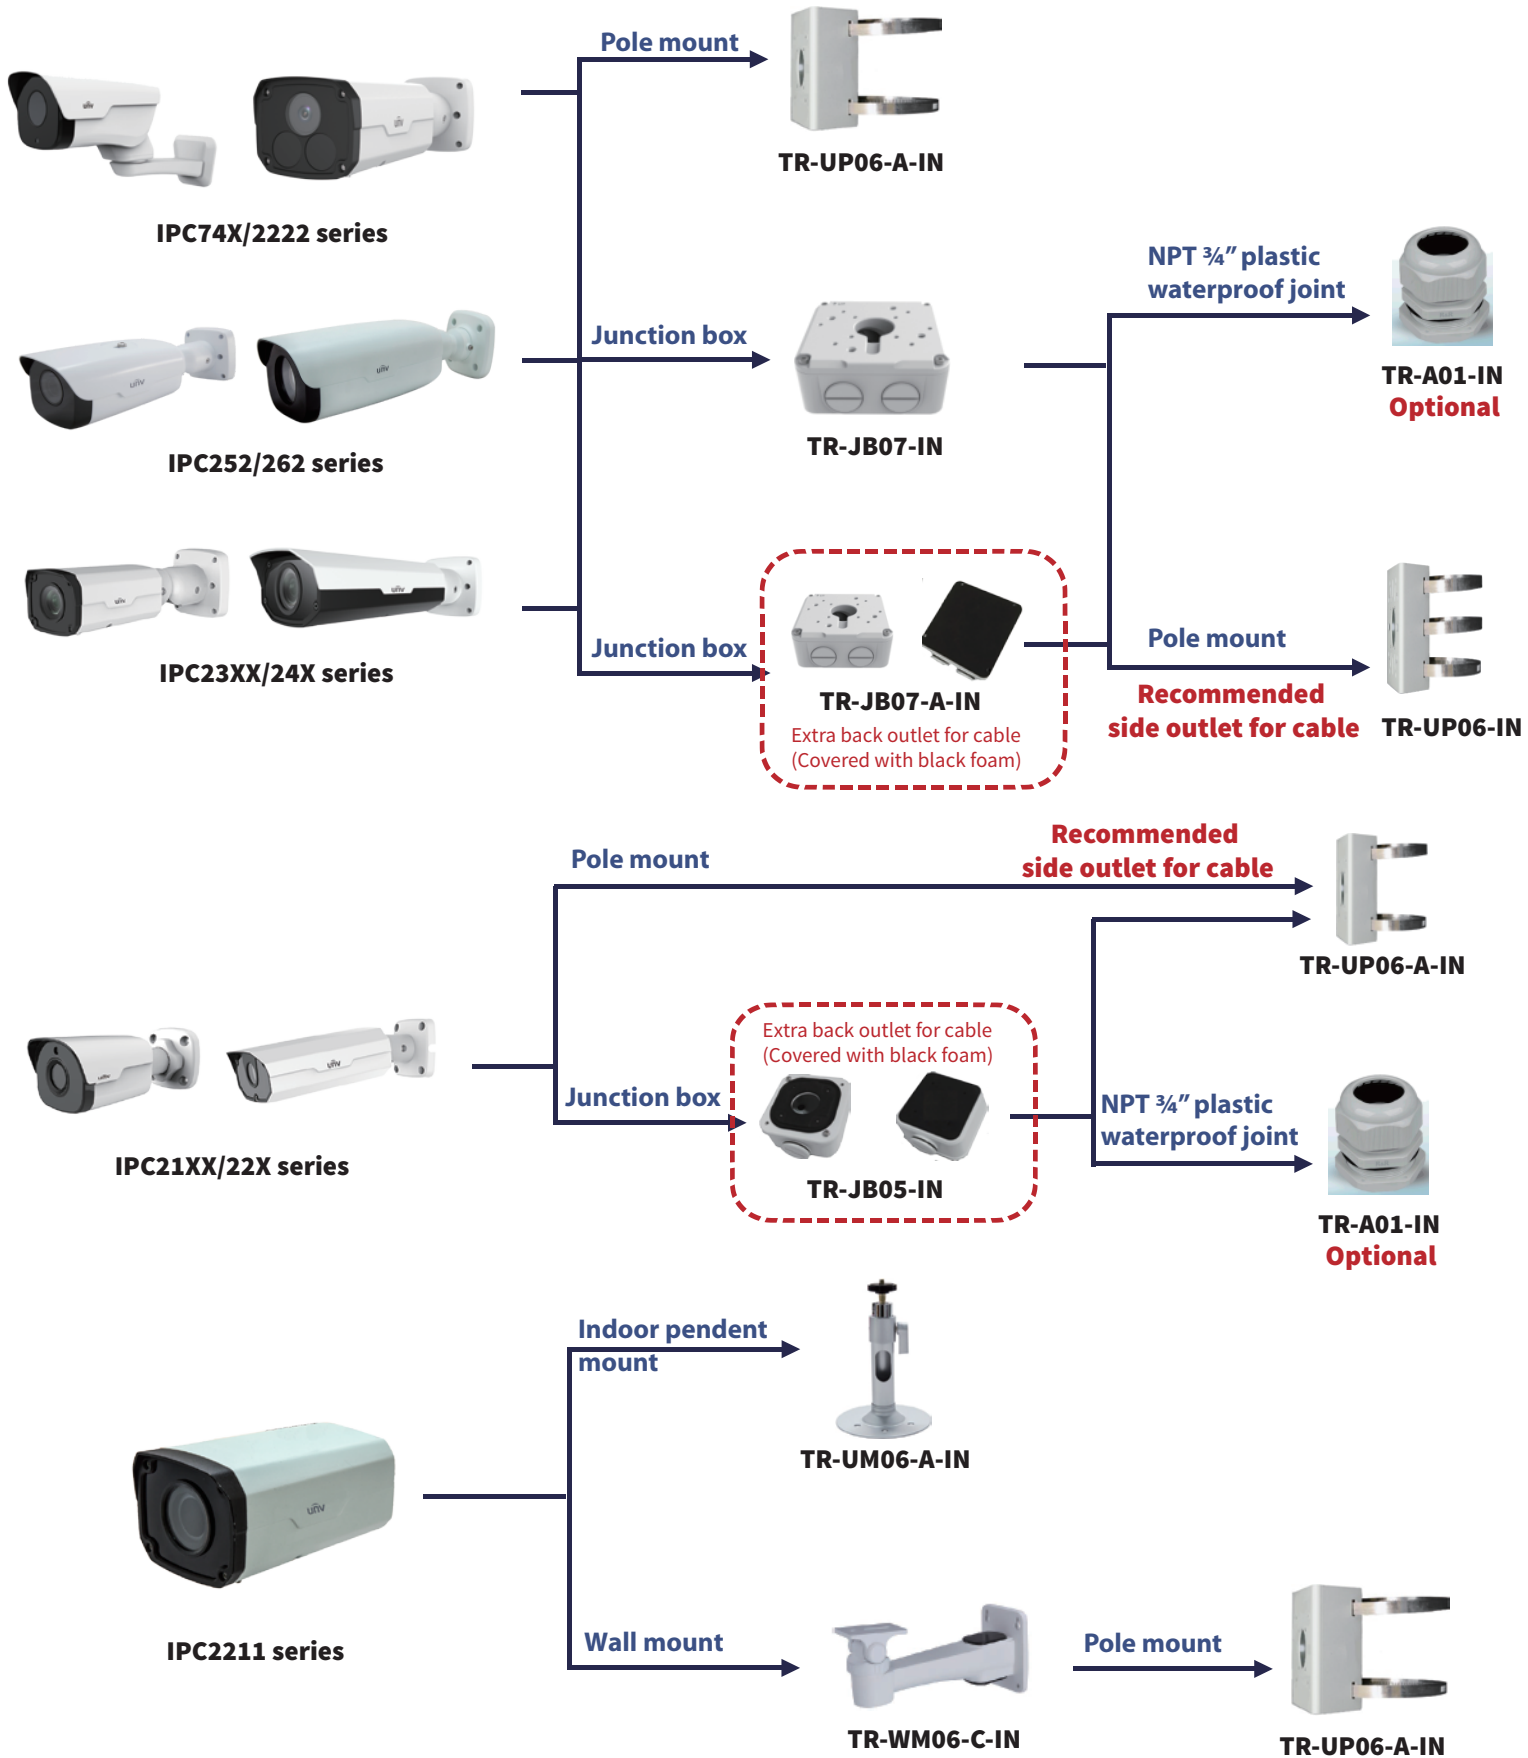 Pole mount
TR-UP06-A-IN
IPC74X/2222 series
NPT ¾” plastic
waterproof joint
Junction box
TR-A01-IN
Optional
TR-JB07-IN
IPC252/262 series
Junction box
TR-JB07-A-IN
Extra back outlet for cable
(Covered with black foam)
Pole mount
Recommended
side outlet for cable
TR-UP06-IN
IPC23XX/24X series
Pole mount
Recommended
side outlet for cable
TR-UP06-A-IN
Extra back outlet for cable
(Covered with black foam)
Junction box
NPT ¾” plastic
waterproof joint
IPC21XX/22X series
TR-JB05-IN
TR-A01-IN
Optional
Indoor pendent
mount
TR-UM06-A-IN
unv
IPC2211 series
Wall mount
Pole mount
TR-WM06-C-IN
TR-UP06-A-IN